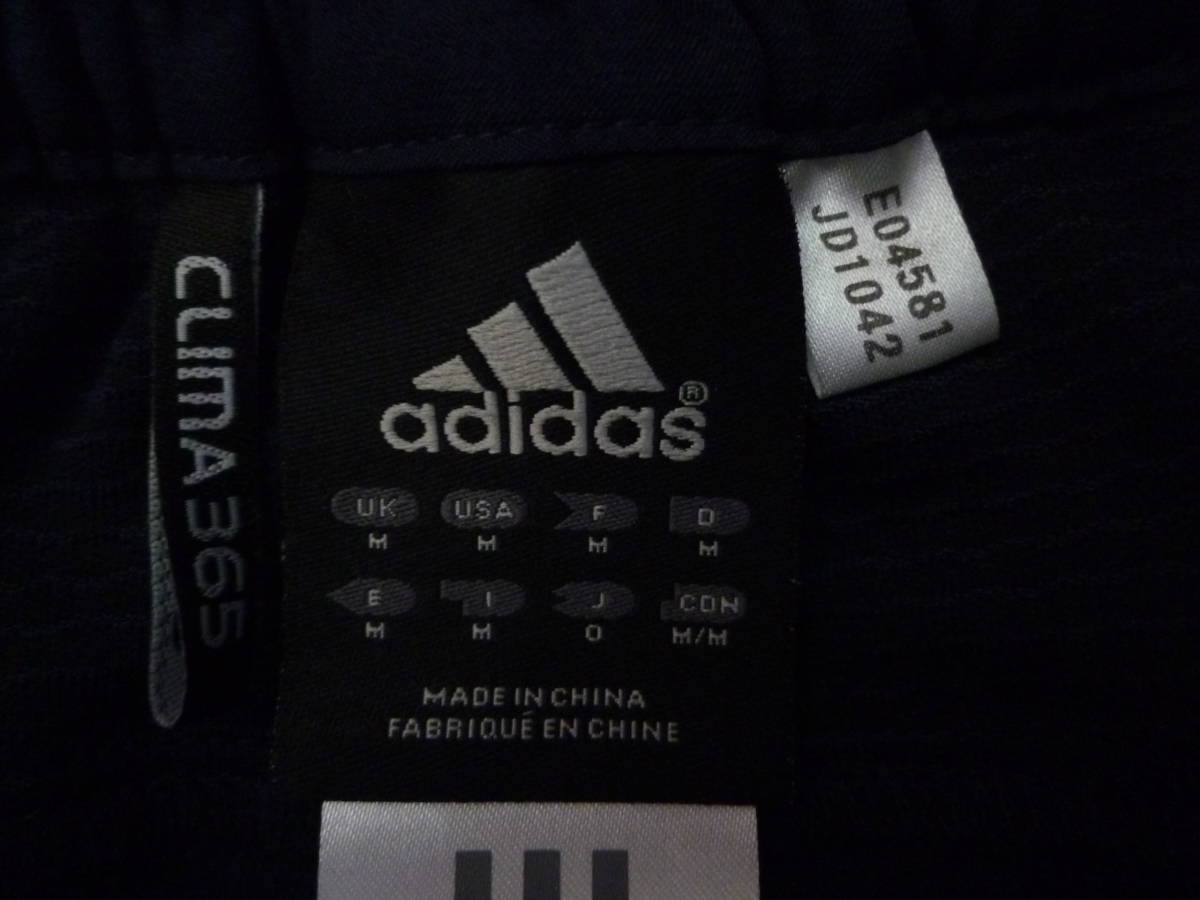 CLIMA365
adidas®
UK USA F D
M M M M
E I J CDN
M M O M/M
MADE IN CHINA
FABRIQUÉ EN CHINE
E04581
JD1042